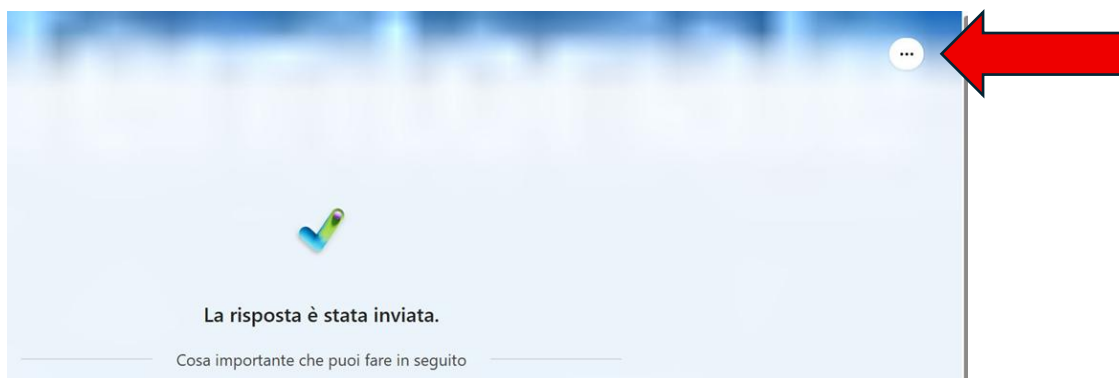 La risposta è stata inviata.
Cosa importante che puoi fare in seguito